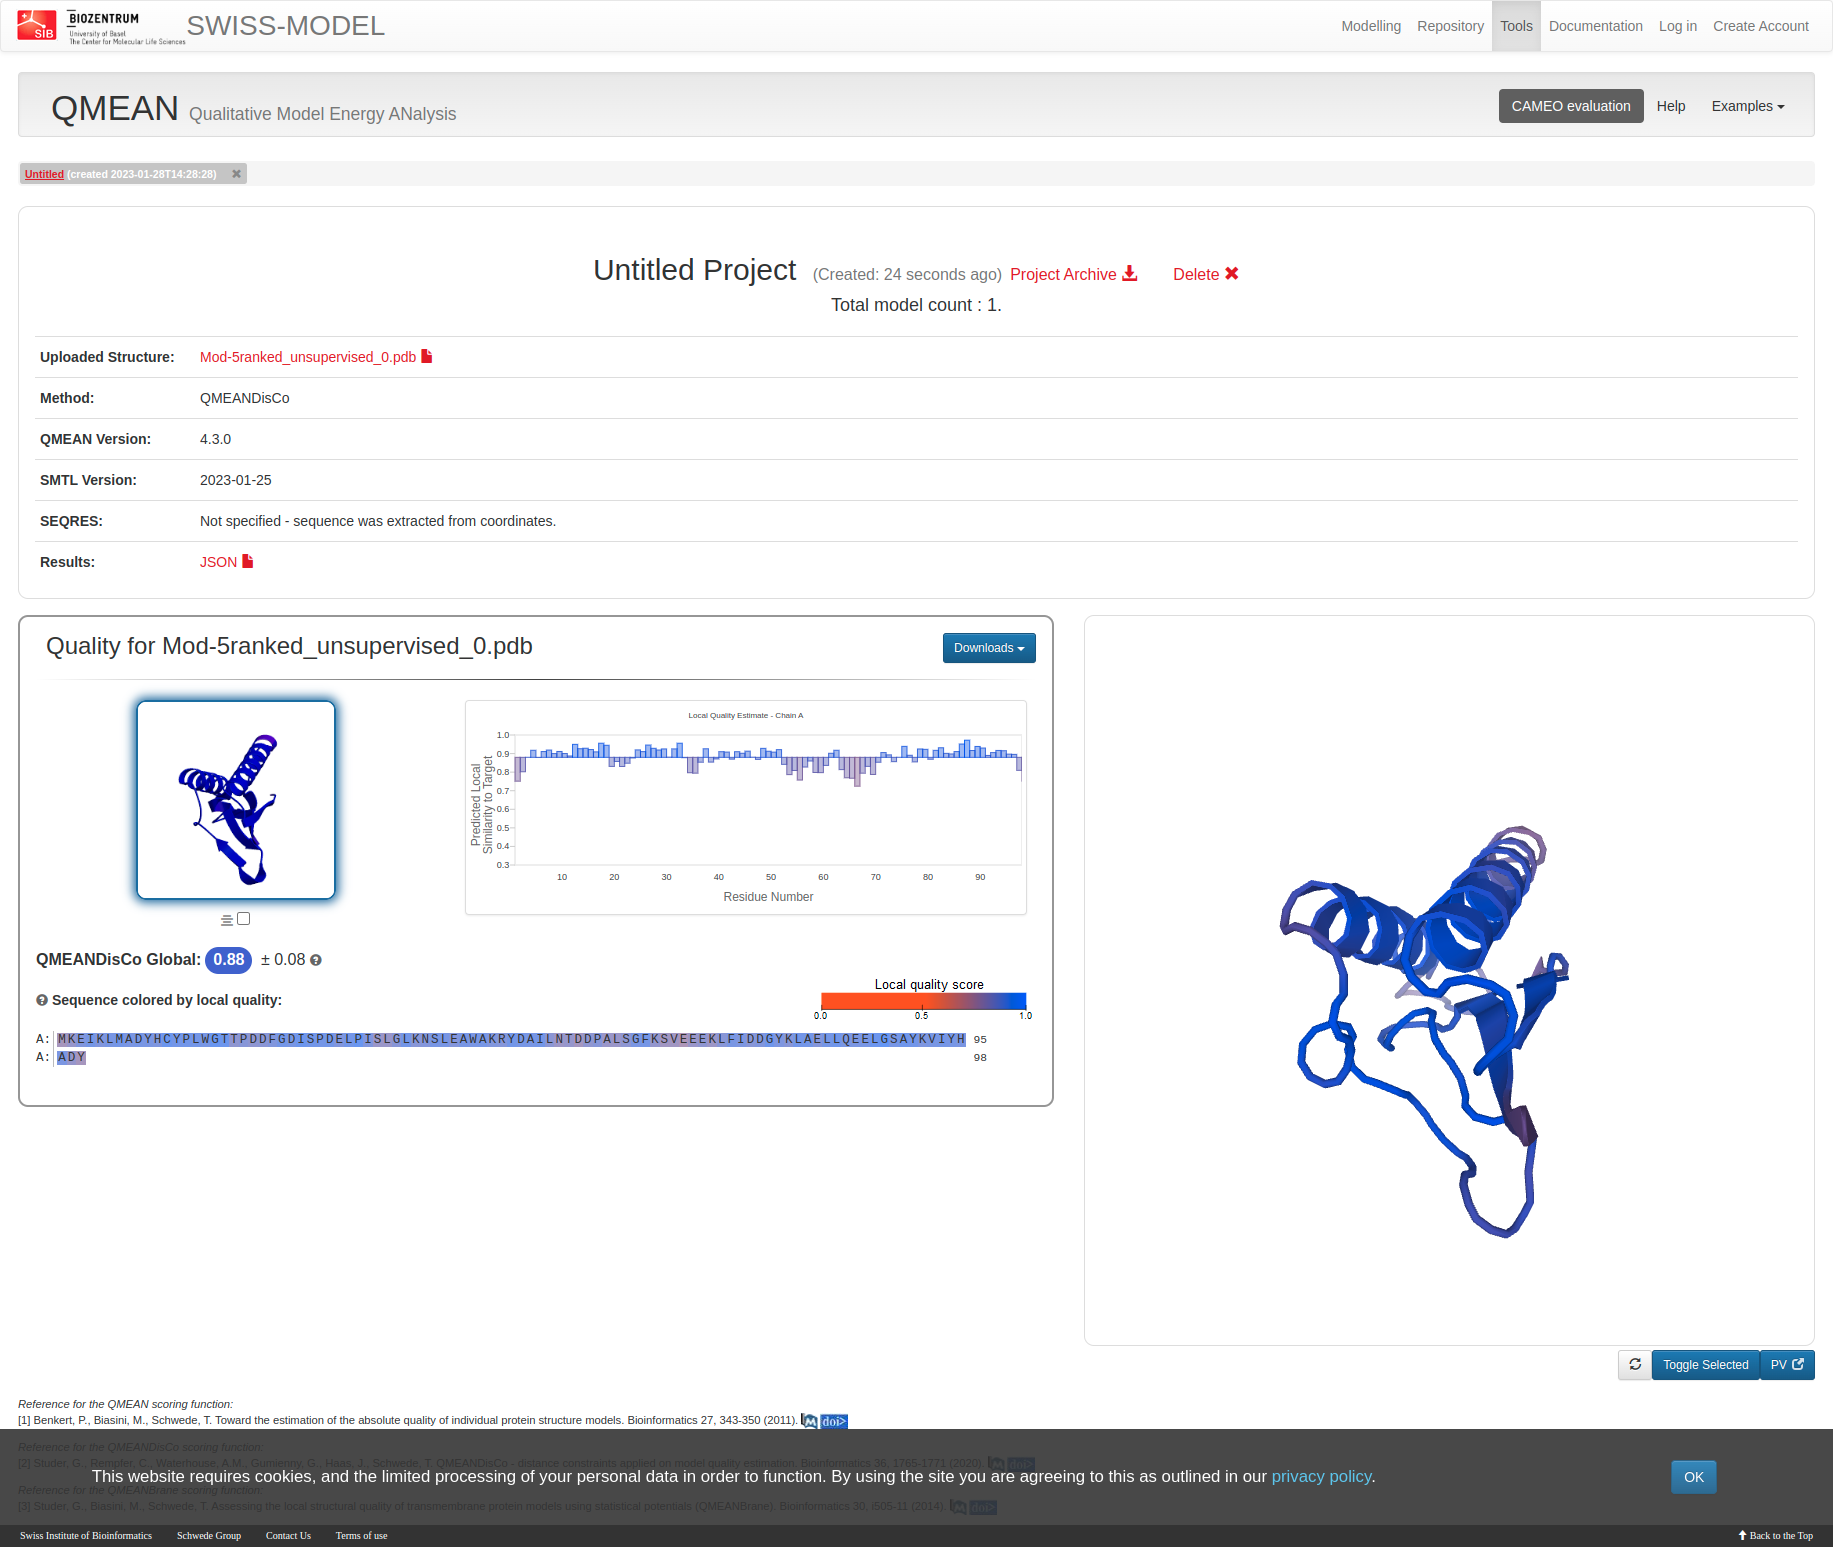 SIB
BIOZENTRUM
University of Basel
The Center for Molecular Life Sciences
SWISS-MODEL
Modelling Repository Tools Documentation Log in Create Account
QMEAN Qualitative Model Energy ANalysis
CAMEO evaluation Help Examples
Untitled (created 2023-01-28T14:28:28)
Untitled Project (Created: 24 seconds ago) Project Archive Delete
Total model count : 1.
Uploaded Structure: Mod-5ranked_unsupervised_0.pdb
Method: QMEANDisCo
QMEAN Version: 4.3.0
SMTL Version: 2023-01-25
SEQRES: Not specified - sequence was extracted from coordinates.
Results: JSON
Quality for Mod-5ranked_unsupervised_0.pdb
Downloads
Local Quality Estimate - Chain A
Predicted Local
Similarity to Target
1.0
0.9
0.8
0.7
0.6
0.5
0.4
0.3
10 20 30 40 50 60 70 80 90
Residue Number
QMEANDisCo Global: 0.88 ± 0.08
Sequence colored by local quality:
Local quality score
0.0 0.5 1.0
A: MKEIKLMADYHCYPLWGTTPDDFGDISPDELPISLGLKNSLEAWAKRYDAILNTDDPALSGFKSVEEEKLFIDDGYKLAELLQEELGSAYKVIYH 95
A: ADY 98
Toggle Selected PV
Reference for the QMEAN scoring function:
[1] Benkert, P., Biasini, M., Schwede, T. Toward the estimation of the absolute quality of individual protein structure models. Bioinformatics 27, 343-350 (2011). doi>
Reference for the QMEANDisCo scoring function:
[2] Studer, G., Rempfer, C., Waterhouse, A.M., Gumienny, G., Haas, J., Schwede, T. QMEANDisCo - distance constraints applied on model quality estimation. Bioinformatics 36, 1765-1771 (2020). doi>
This website requires cookies, and the limited processing of your personal data in order to function. By using the site you are agreeing to this as outlined in our privacy policy.
OK
Reference for the QMEANBrane scoring function:
[3] Studer, G., Biasini, M., Schwede, T. Assessing the local structural quality of transmembrane protein models using statistical potentials (QMEANBrane). Bioinformatics 30, i505-11 (2014). doi>
Swiss Institute of Bioinformatics Schwede Group Contact Us Terms of use
Back to the Top